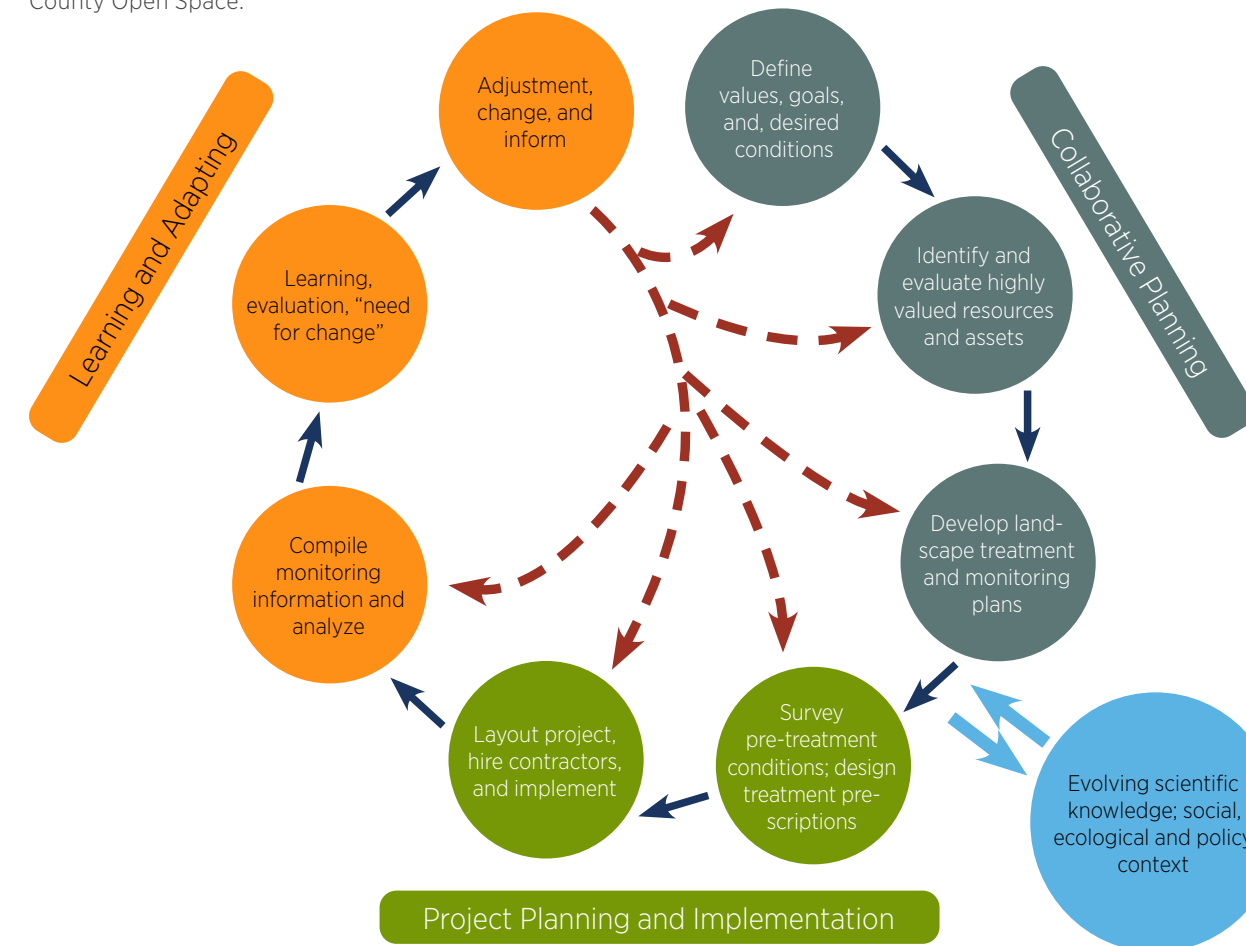 County Open Space.
Adjustment,
change, and
inform
Define
values, goals,
and, desired
conditions
Learning and Adapting
Collaborative Planning
Identify and
evaluate highly
valued resources
and assets
Learning,
evaluation, “need
for change”
Develop land-
scape treatment
and monitoring
plans
Compile
monitoring
information and
analyze
Survey
pre-treatment
conditions; design
treatment pre-
scriptions
Layout project,
hire contractors,
and implement
Evolving scientific
knowledge; social,
ecological and policy
context
Project Planning and Implementation